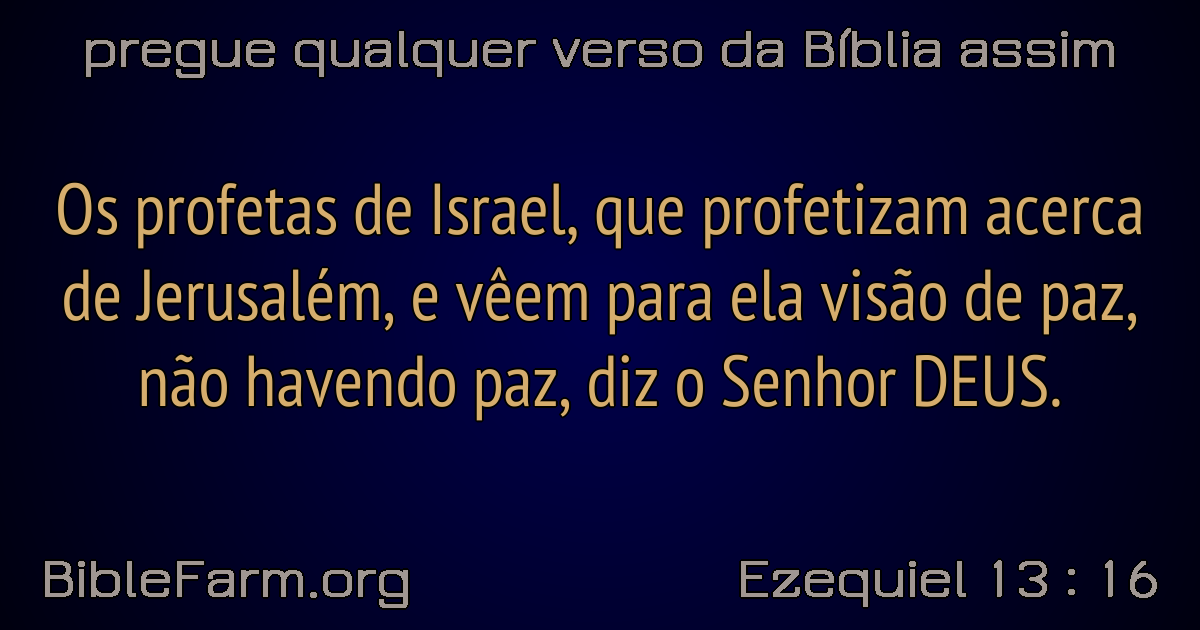 pregue qualquer verso da Bíblia assim
Os profetas de Israel, que profetizam acerca
de Jerusalém, e vêem para ela visão de paz,
não havendo paz, diz o Senhor DEUS.
BibleFarm.org
Ezequiel 13 : 16